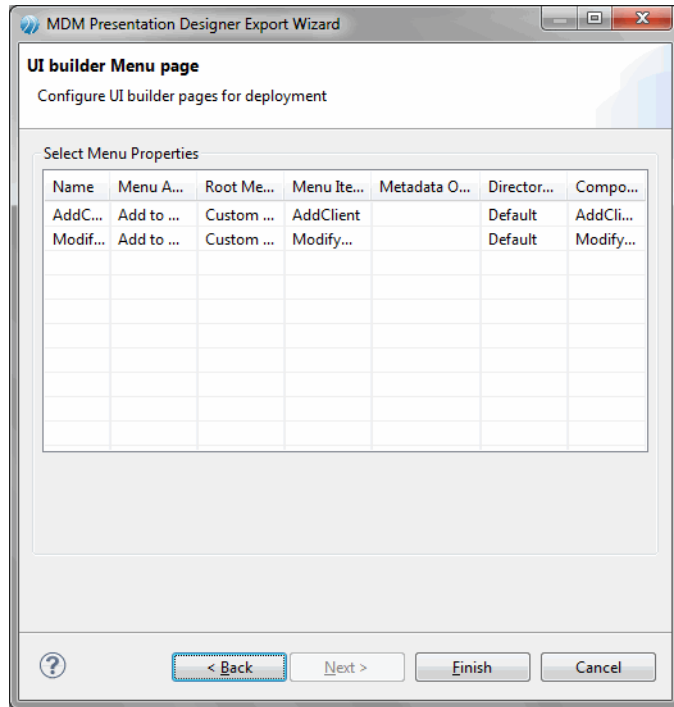 MDM Presentation Designer Export Wizard
UI builder Menu page
Configure UI builder pages for deployment
Select Menu Properties
Name Menu A... Root Me... Menu Ite... Metadata O... Director... Compo...
AddC... Add to ... Custom ... AddClient Default AddCli...
Modif... Add to ... Custom ... Modify... Default Modify...
? < Back Next > Finish Cancel